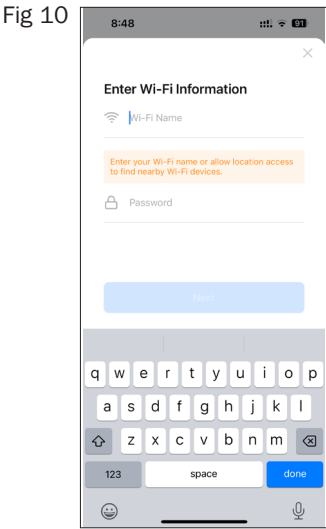 Fig 10
8:48
91
Enter Wi-Fi Information
Wi-Fi Name
Enter your Wi-Fi name or allow location access
to find nearby Wi-Fi devices.
Password
Next
q w e r t y u i o p
a s d f g h j k l
z x c v b n m
123 space done